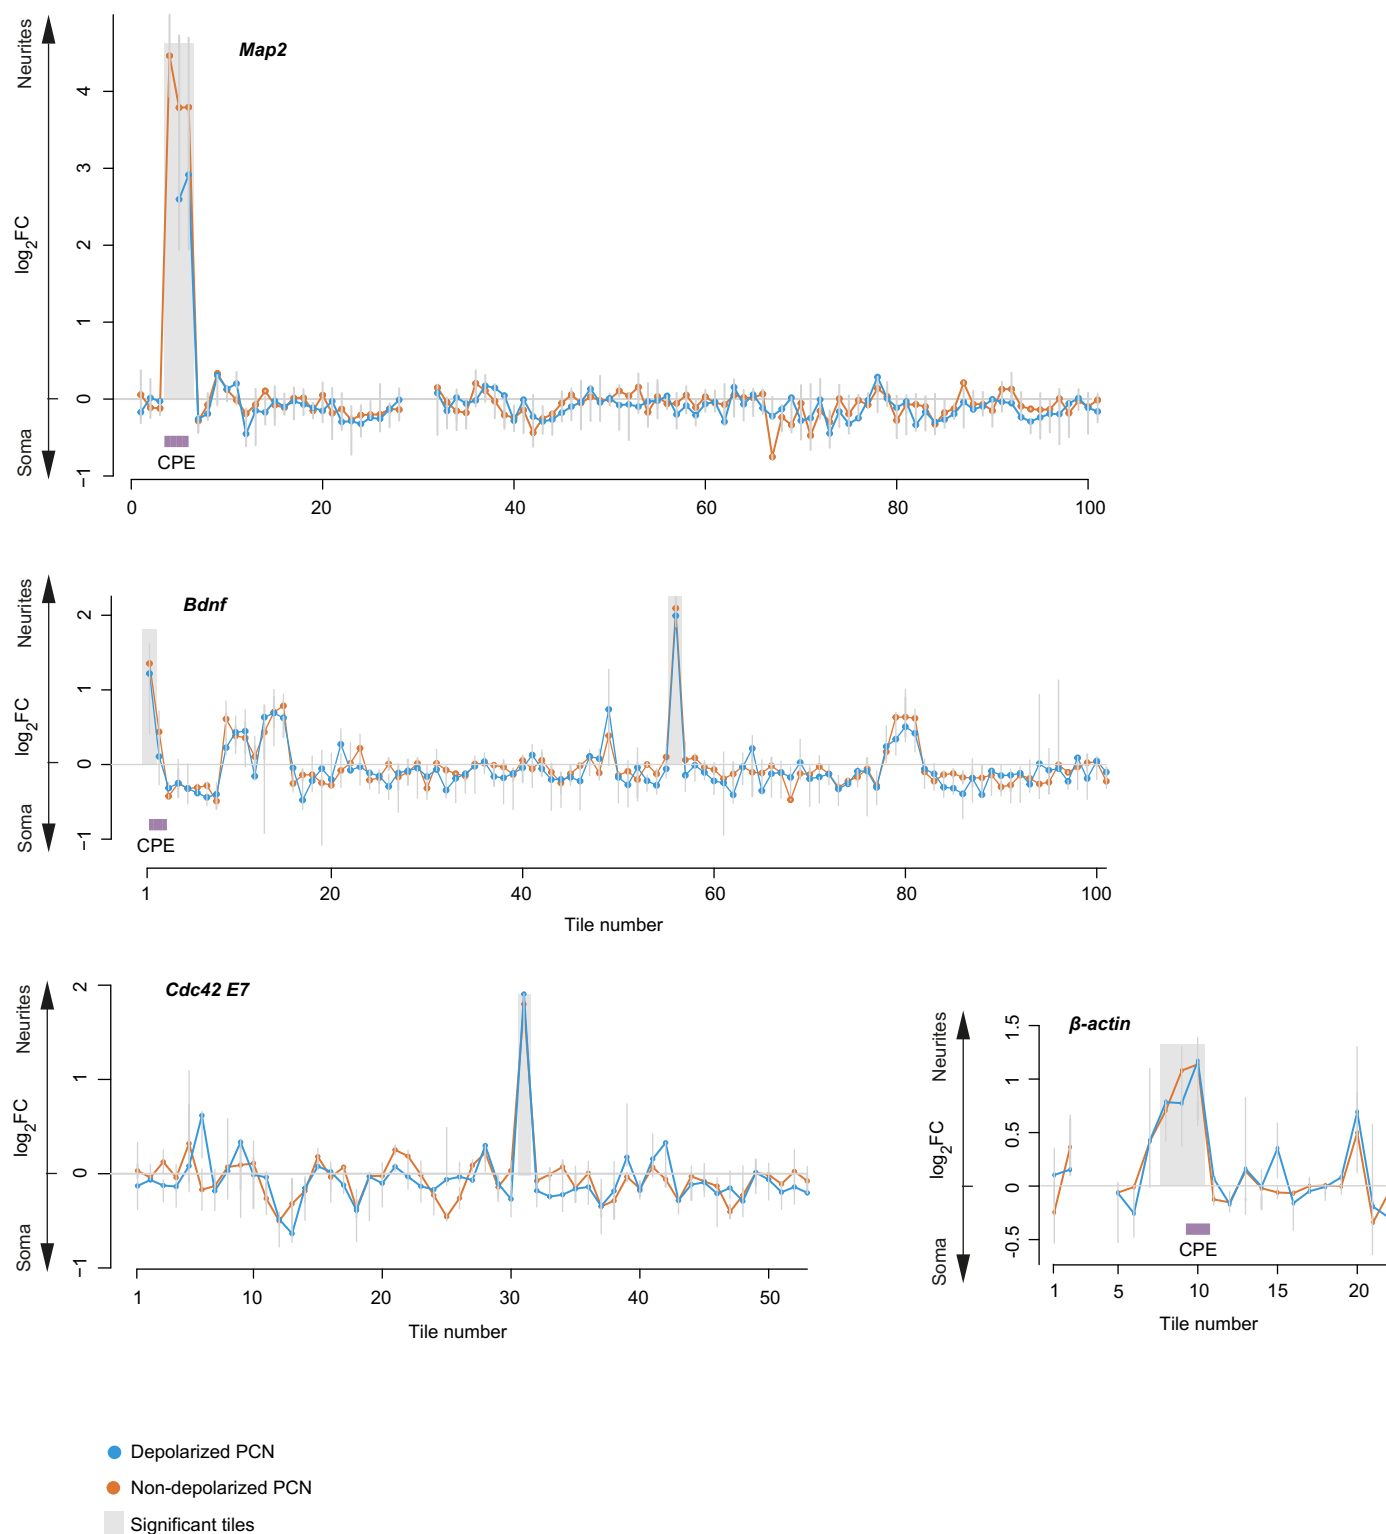 Neurites
log2FC
Soma
Map2
4
3
2
1
0
−1
CPE
0 20 40 60 80 100
Neurites
log2FC
Soma
Bdnf
2
1
0
−1
CPE
1 20 40 60 80 100
Tile number
Neurites
log2FC
Soma
Cdc42 E7
2
1
0
−1
1 10 20 30 40 50
Tile number
Neurites
log2FC
Soma
β-actin
1.5
1
0.5
0
-0.5
CPE
1 5 10 15 20
Tile number
Depolarized PCN
Non-depolarized PCN
Significant tiles